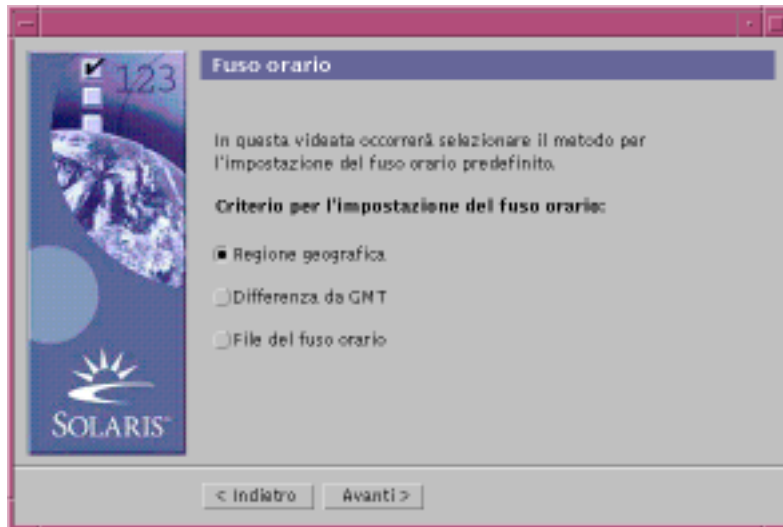 123
Fuso orario
In questa videata occorrerà selezionare il metodo per
l'impostazione del fuso orario predefinito.
Criterio per l'impostazione del fuso orario:
Regione geografica
Differenza da GMT
File del fuso orario
SOLARIS™
< Indietro
Avanti >